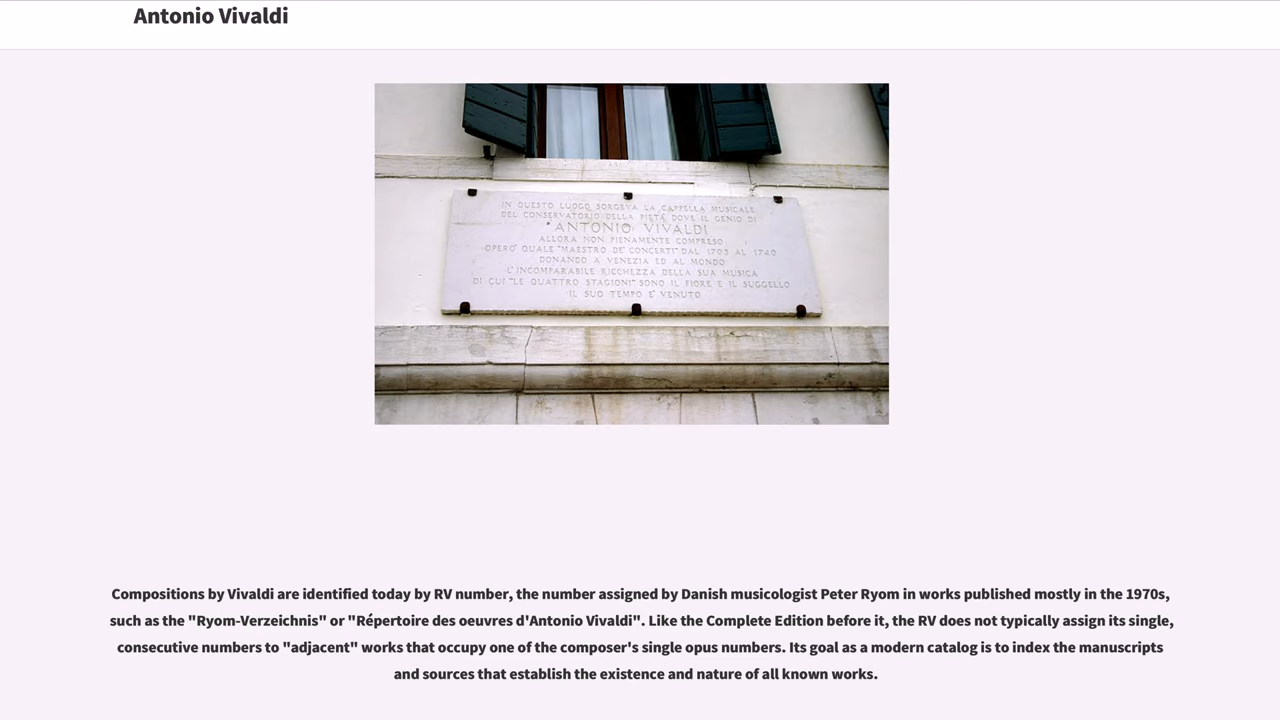 Antonio Vivaldi
IN QUESTO LUOGO SORGEVA LA CAPPELLA MUSICALE
DEL CONSERVATORIO DELLA PIETÀ DOVE IL GENIO DI
ANTONIO VIVALDI
ALLORA NON PIENAMENTE COMPRESO
OPERO' QUALE "MAESTRO DE' CONCERTI" DAL 1703 AL 1740
DONANDO A VENEZIA ED AL MONDO
L'INCOMPARABILE RICCHEZZA DELLA SUA MUSICA
DI CUI "LE QUATTRO STAGIONI" SONO IL FIORE E IL SUGGELLO
IL SUO TEMPO E' VENUTO
Compositions by Vivaldi are identified today by RV number, the number assigned by Danish musicologist Peter Ryom in works published mostly in the 1970s,
such as the "Ryom-Verzeichnis" or "Répertoire des oeuvres d'Antonio Vivaldi". Like the Complete Edition before it, the RV does not typically assign its single,
consecutive numbers to "adjacent" works that occupy one of the composer's single opus numbers. Its goal as a modern catalog is to index the manuscripts
and sources that establish the existence and nature of all known works.